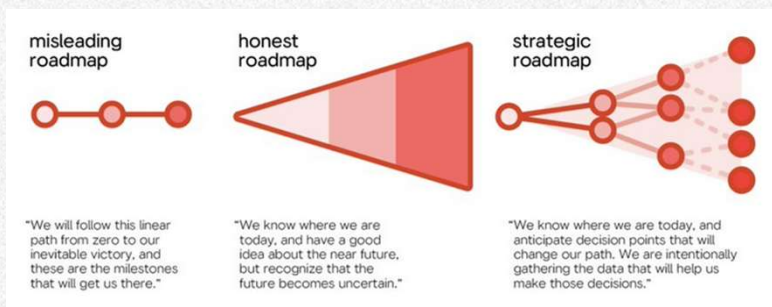 misleading
roadmap
honest
roadmap
strategic
roadmap
“We will follow this linear
path from zero to our
inevitable victory, and
these are the milestones
that will get us there.”
“We know where we are
today, and have a good
idea about the near future,
but recognize that the
future becomes uncertain.”
“We know where we are today, and
anticipate decision points that will
change our path. We are intentionally
gathering the data that will help us
make those decisions.”